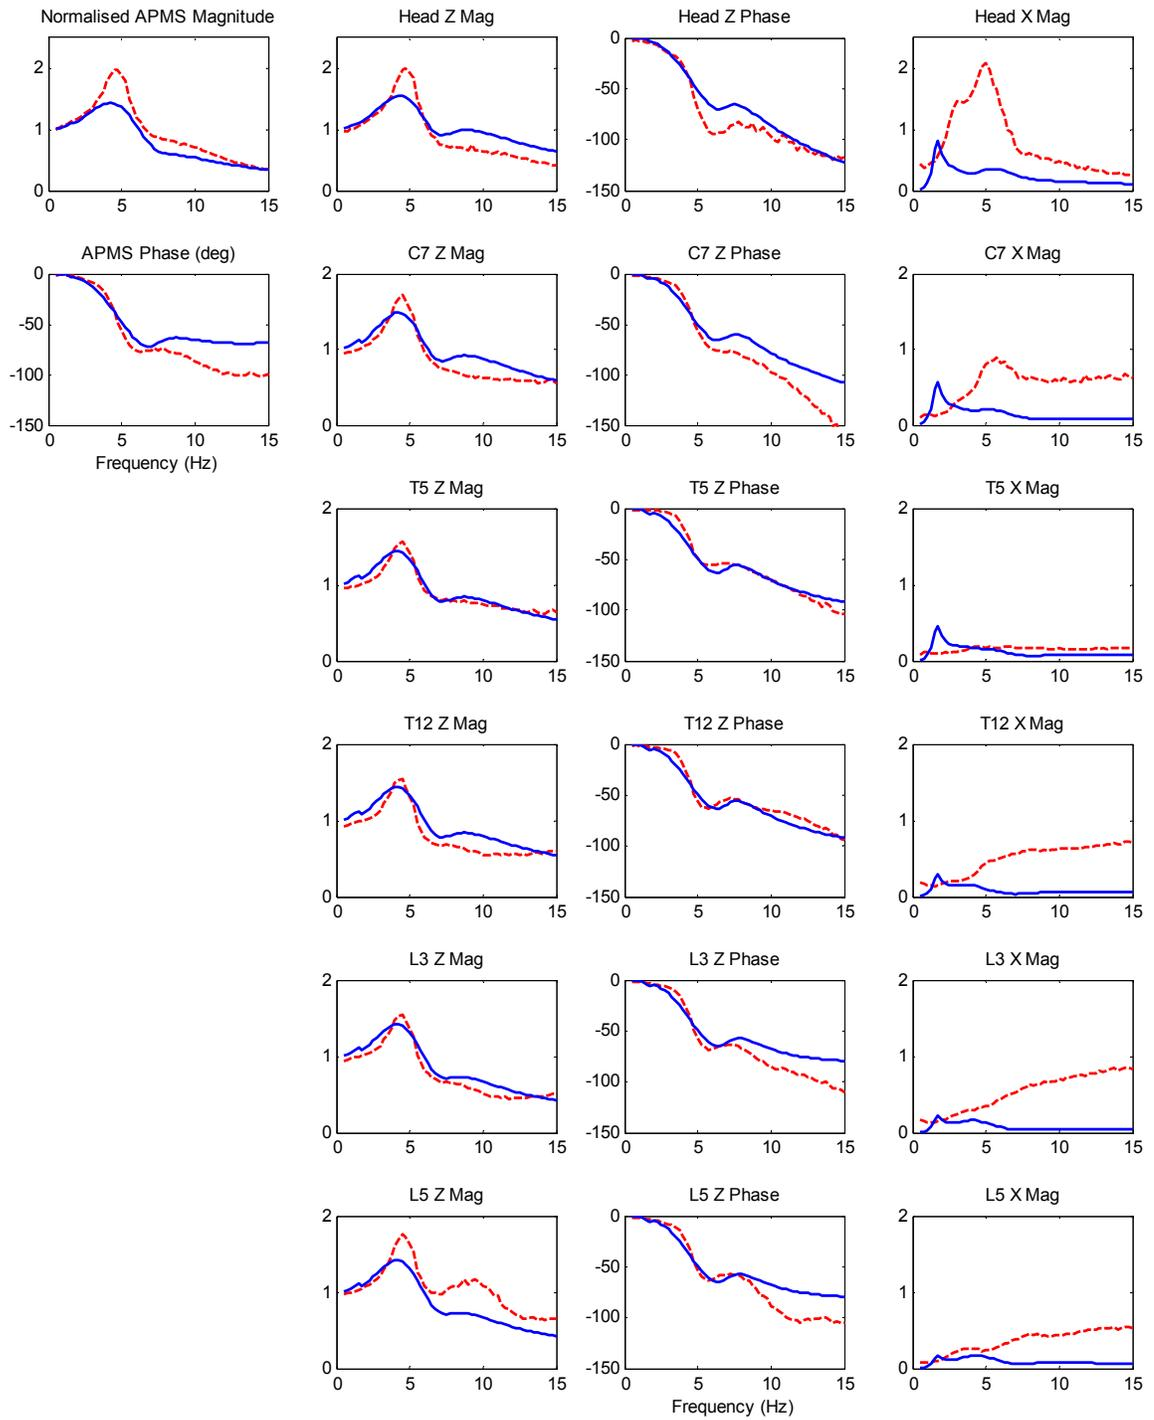 Normalised APMS Magnitude
Head Z Mag
Head Z Phase
Head X Mag
2
1
0
0 5 10 15
2
1
0
0 5 10 15
0
-50
-100
-150
0 5 10 15
2
1
0
0 5 10 15
APMS Phase (deg)
C7 Z Mag
C7 Z Phase
C7 X Mag
0
-50
-100
-150
0 5 10 15
Frequency (Hz)
2
1
0
0 5 10 15
0
-50
-100
-150
0 5 10 15
2
1
0
0 5 10 15
T5 Z Mag
T5 Z Phase
T5 X Mag
2
1
0
0 5 10 15
0
-50
-100
-150
0 5 10 15
2
1
0
0 5 10 15
T12 Z Mag
T12 Z Phase
T12 X Mag
2
1
0
0 5 10 15
0
-50
-100
-150
0 5 10 15
2
1
0
0 5 10 15
L3 Z Mag
L3 Z Phase
L3 X Mag
2
1
0
0 5 10 15
0
-50
-100
-150
0 5 10 15
2
1
0
0 5 10 15
L5 Z Mag
L5 Z Phase
L5 X Mag
2
1
0
0 5 10 15
0
-50
-100
-150
0 5 10 15
Frequency (Hz)
2
1
0
0 5 10 15